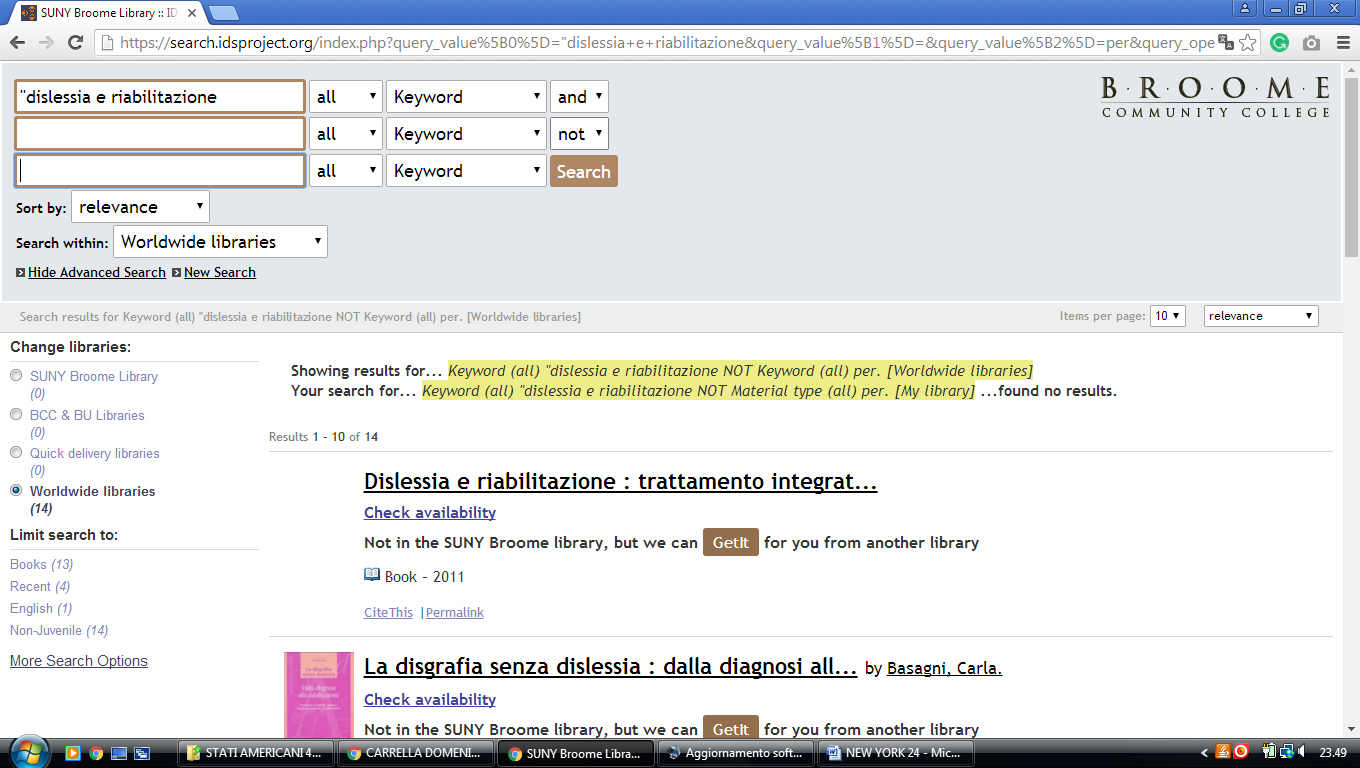 SUNY Broome Library :: ID
https://search.idsproject.org/index.php?query_value%5B0%5D="dislessia+e+riabilitazione&query_value%5B1%5D=&query_value%5B2%5D=per&query_ope
"dislessia e riabilitazione all Keyword and
all Keyword not
all Keyword Search
Sort by: relevance
Search within: Worldwide libraries
Hide Advanced Search New Search
B·R·O·O·M·E
COMMUNITY COLLEGE
Search results for Keyword (all) "dislessia e riabilitazione NOT Keyword (all) per. [Worldwide libraries]
Items per page: 10 relevance
Change libraries:
SUNY Broome Library
(0)
BCC & BU Libraries
(0)
Quick delivery libraries
(0)
Worldwide libraries
(14)
Limit search to:
Books (13)
Recent (4)
English (1)
Non-Juvenile (14)
More Search Options
Showing results for... Keyword (all) "dislessia e riabilitazione NOT Keyword (all) per. [Worldwide libraries]
Your search for... Keyword (all) "dislessia e riabilitazione NOT Material type (all) per. [My library] ...found no results.
Results 1 - 10 of 14
Dislessia e riabilitazione : trattamento integrat...
Check availability
Not in the SUNY Broome library, but we can GetIt for you from another library
Book - 2011
CiteThis | Permalink
La disgrafia senza dislessia : dalla diagnosi all... by Basagni, Carla.
Check availability
Not in the SUNY Broome library, but we can GetIt for you from another library
STATI AMERICANI 4...
CARRELLA DOMENI...
SUNY Broome Libra...
Aggiornamento soft...
NEW YORK 24 - Mic...
23.49